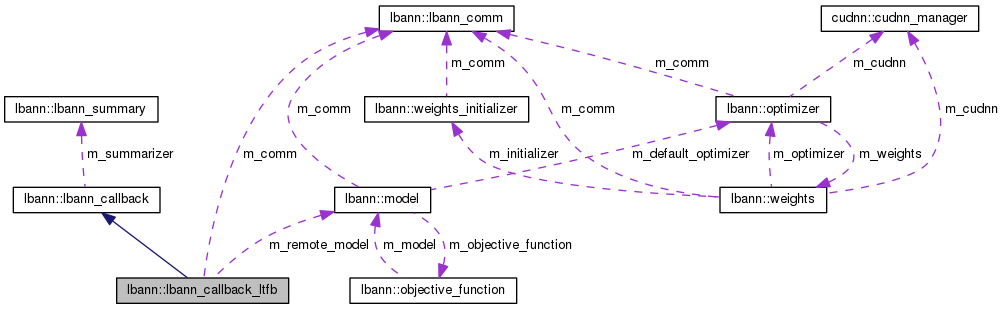 lbann::lbann_comm
cudnn::cudnn_manager
m_comm
m_comm
m_cudnn
lbann::lbann_summary
lbann::weights_initializer
lbann::optimizer
m_comm
m_comm
m_cudnn
m_summarizer
m_comm
m_initializer
m_default_optimizer
m_optimizer
m_weights
lbann::lbann_callback
lbann::model
lbann::weights
m_remote_model
m_model
m_objective_function
lbann::lbann_callback_ltfb
lbann::objective_function